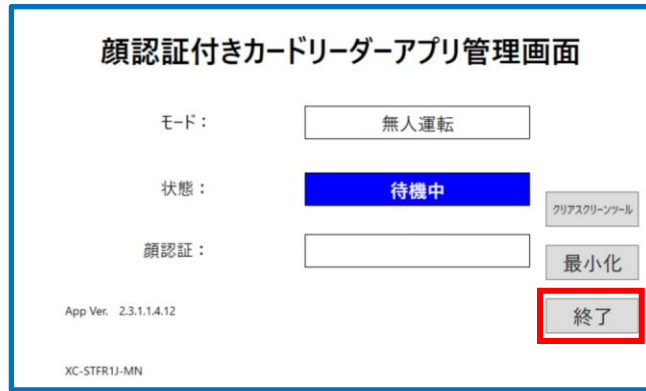 顔認証付きカードリーダーアプリ管理画面
モード： 無人運転
状態： 待機中
クリアスクリーンツール
顔認証：
最小化
App Ver. 2.3.1.1.4.12
終了
XC-STFR1J-MN